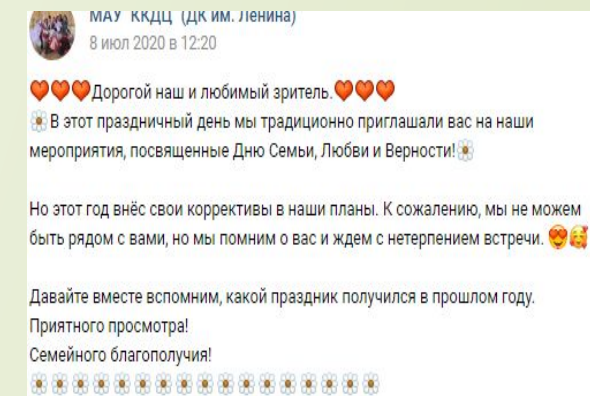 МАУ "ККДЦ" (ДК им. Ленина)
8 июл 2020 в 12:20
❤❤❤Дорогой наш и любимый зритель.❤❤❤
🌼В этот праздничный день мы традиционно приглашали вас на наши
мероприятия, посвященные Дню Семьи, Любви и Верности!🌼
Но этот год внёс свои коррективы в наши планы. К сожалению, мы не можем
быть рядом с вами, но мы помним о вас и ждем с нетерпением встречи. 😍🥰
Давайте вместе вспомним, какой праздник получился в прошлом году.
Приятного просмотра!
Семейного благополучия!
🌼🌼🌼🌼🌼🌼🌼🌼🌼🌼🌼🌼🌼🌼🌼🌼🌼